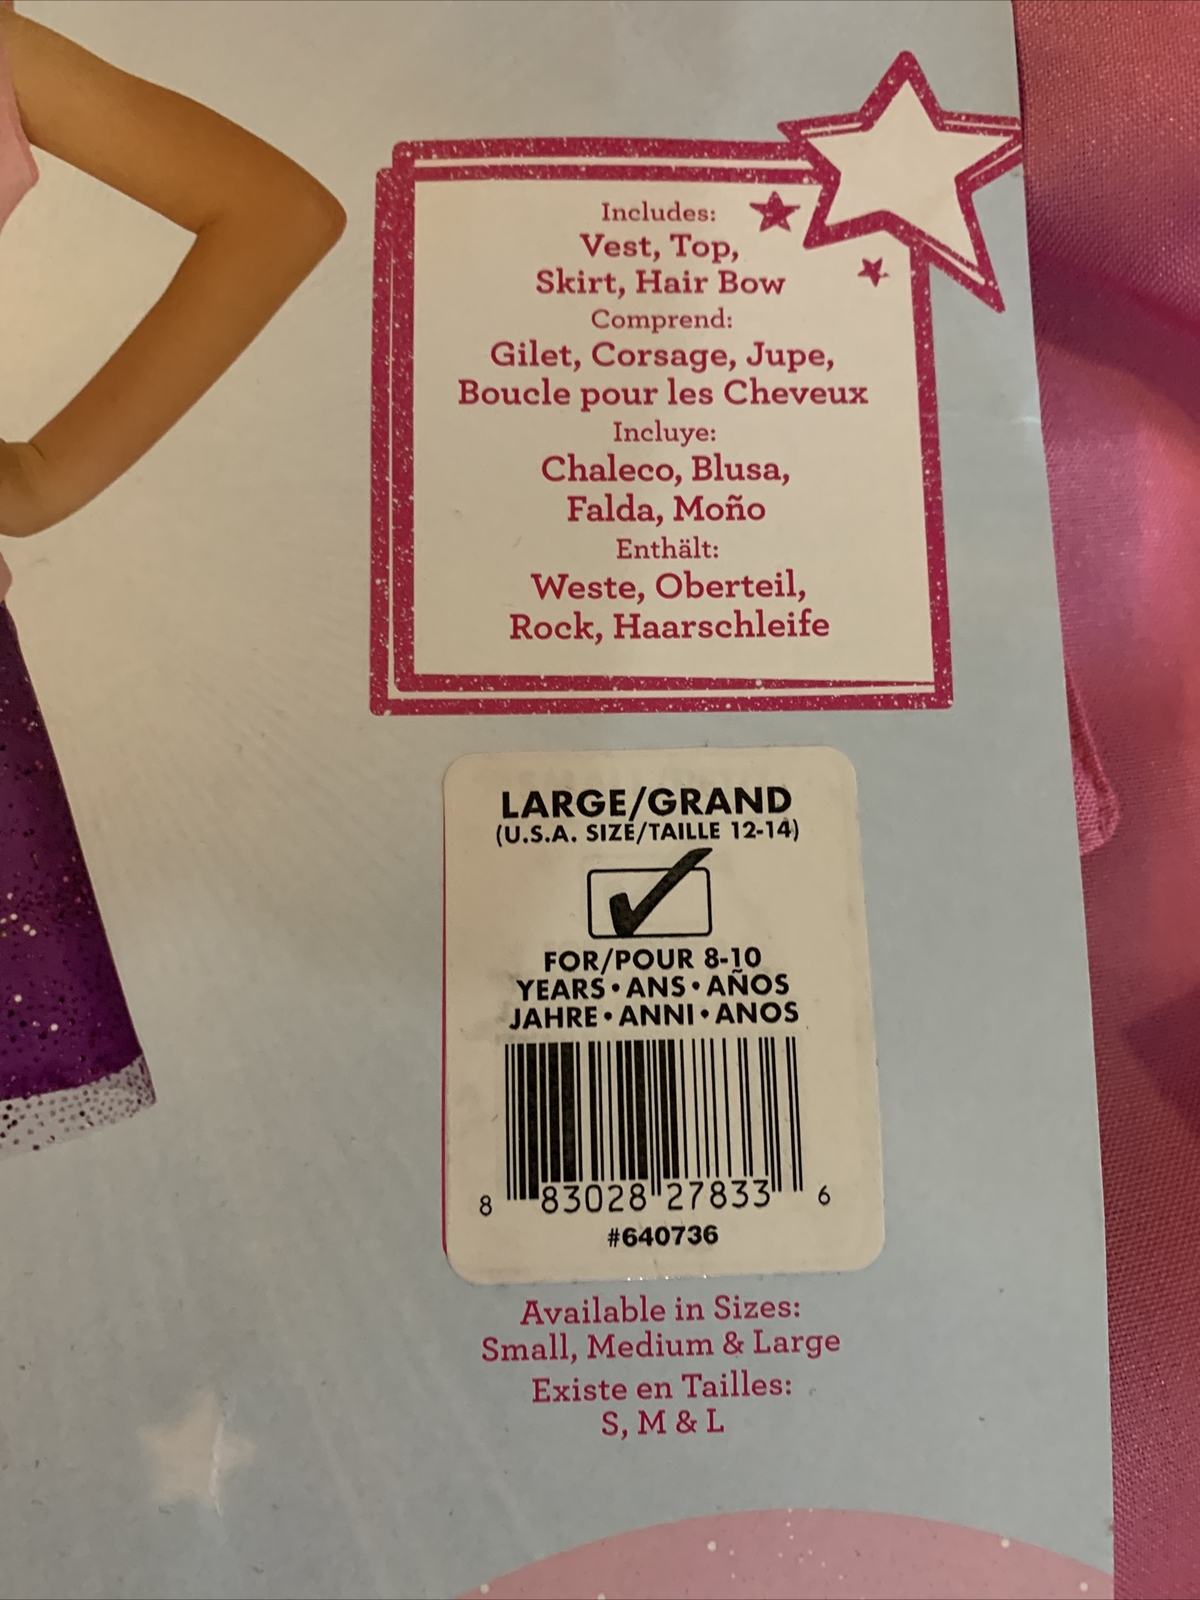 Includes:
Vest, Top,
Skirt, Hair Bow
Comprend:
Gilet, Corsage, Jupe,
Boucle pour les Cheveux
Incluye:
Chaleco, Blusa,
Falda, Moño
Enthält:
Weste, Oberteil,
Rock, Haarschleife
LARGE/GRAND
(U.S.A. SIZE/TAILLE 12-14)
FOR/POUR 8-10
YEARS • ANS • AÑOS
JAHRE • ANNI • ANOS
8 83028 27833 6
#640736
Available in Sizes:
Small, Medium & Large
Existe en Tailles:
S, M & L